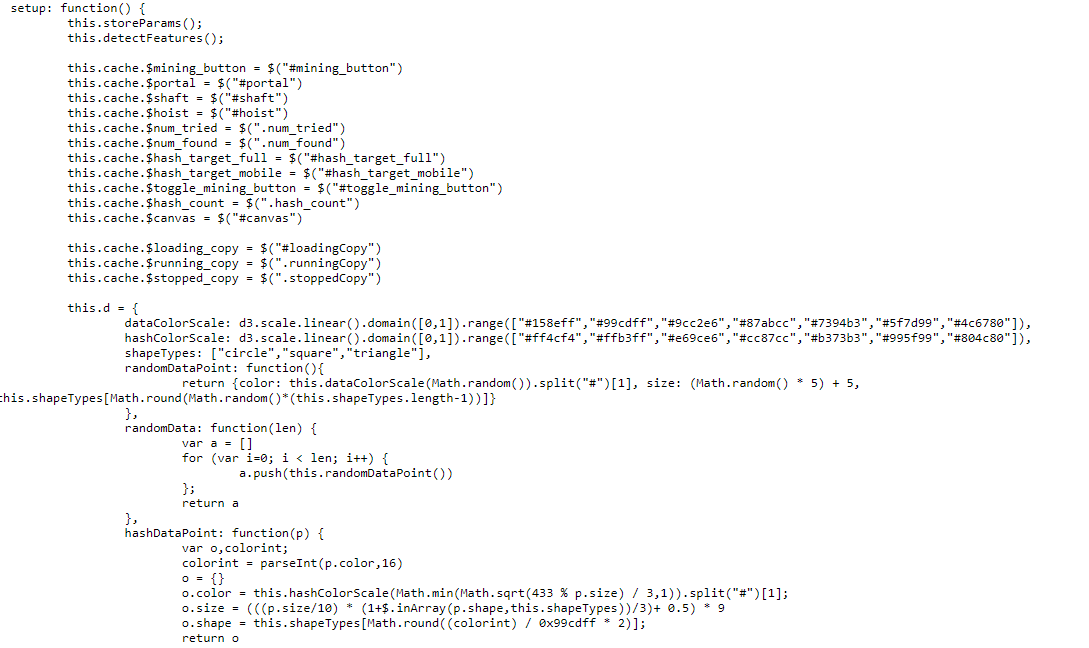 setup: function() {
this.storeParams();
this.detectFeatures();
this.cache.$mining_button = $("#mining_button")
this.cache.$portal = $("#portal")
this.cache.$shaft = $("#shaft")
this.cache.$hoist = $("#hoist")
this.cache.$num_tried = $(".num_tried")
this.cache.$num_found = $(".num_found")
this.cache.$hash_target_full = $("#hash_target_full")
this.cache.$hash_target_mobile = $("#hash_target_mobile")
this.cache.$toggle_mining_button = $("#toggle_mining_button")
this.cache.$hash_count = $(".hash_count")
this.cache.$canvas = $("#canvas")
this.cache.$loading_copy = $("#loadingCopy")
this.cache.$running_copy = $(".runningCopy")
this.cache.$stopped_copy = $(".stoppedCopy")
this.d = {
dataColorScale: d3.scale.linear().domain([0,1]).range(["#158eff","#99cdff","#9cc2e6","#87abcc","#7394b3","#5f7d99","#4c6780"]),
hashColorScale: d3.scale.linear().domain([0,1]).range(["#ff4cf4","#ffb3ff","#e69ce6","#cc87cc","#b373b3","#995f99","#804c80"]),
shapeTypes: ["circle","square","triangle"],
randomDataPoint: function(){
return {color: this.dataColorScale(Math.random()).split("#")[1], size: (Math.random() * 5) + 5,
this.shapeTypes[Math.round(Math.random()*(this.shapeTypes.length-1))]}
},
randomData: function(len) {
var a = []
for (var i=0; i < len; i++) {
a.push(this.randomDataPoint())
};
return a
},
hashDataPoint: function(p) {
var o,colorint;
colorint = parseInt(p.color,16)
o = {}
o.color = this.hashColorScale(Math.min(Math.sqrt(433 % p.size) / 3,1)).split("#")[1];
o.size = (((p.size/10) * (1+$.inArray(p.shape,this.shapeTypes))/3)+ 0.5) * 9
o.shape = this.shapeTypes[Math.round((colorint) / 0x99cdff * 2)];
return o